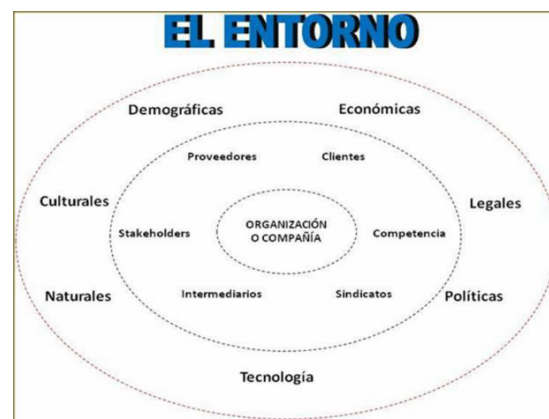 EL ENTORNO
Demográficas
Económicas
Proveedores
Clientes
Culturales
Legales
ORGANIZACIÓN
O COMPAÑÍA
Stakeholders
Competencia
Naturales
Intermediarios
Sindicatos
Políticas
Tecnología